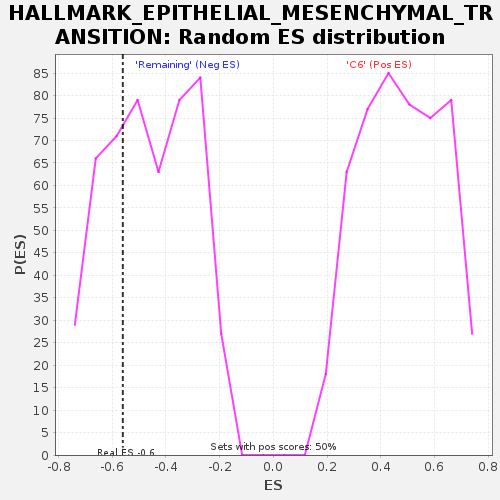 HALLMARK_EPITHELIAL_MESENCHYMAL_TR
ANSITION: Random ES distribution
'Remaining' (Neg ES)
'C6' (Pos ES)
85
80
75
70
65
60
55
50
45
40
35
30
25
20
15
10
5
0
P(ES)
Real ES -0.6
Sets with pos scores: 50%
-0.8 -0.6 -0.4 -0.2 0.0 0.2 0.4 0.6 0.8
ES